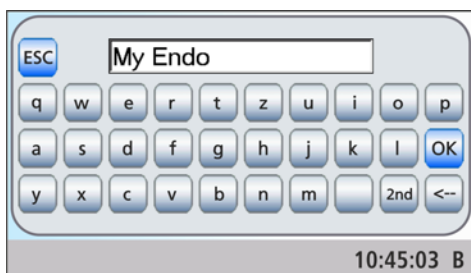 ESC My Endo
q w e r t z u i o p
a s d f g h j k l OK
y x c v b n m 2nd <--
10:45:03 B